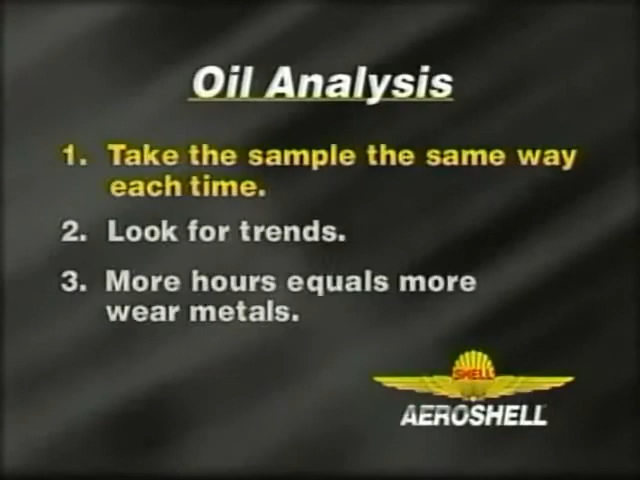 Oil Analysis
1. Take the sample the same way
each time.
2. Look for trends.
3. More hours equals more
wear metals.
SHELL
AEROSHELL